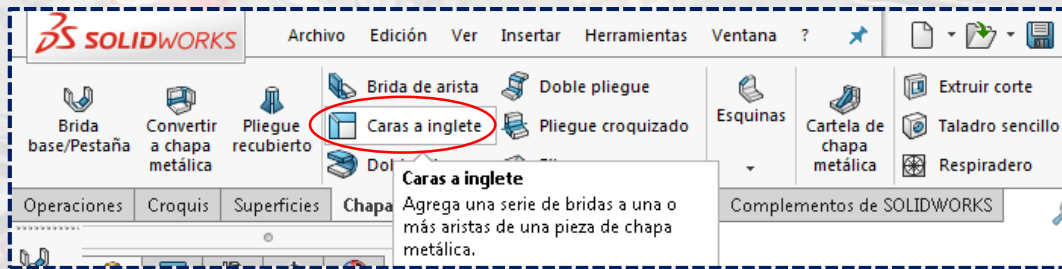 SOLIDWORKS Archivo Edición Ver Insertar Herramientas Ventana ?
Brida base/Pestaña
Convertir a chapa metálica
Pliegue recubierto
Brida de arista
Caras a inglete
Doble pliegue
Pliegue croquizado
Esquinas
Cartela de chapa metálica
Extruir corte
Taladro sencillo
Respiradero
Operaciones Croquis Superficies Chapa Complementos de SOLIDWORKS
Caras a inglete
Agrega una serie de bridas a una o
más aristas de una pieza de chapa
metálica.